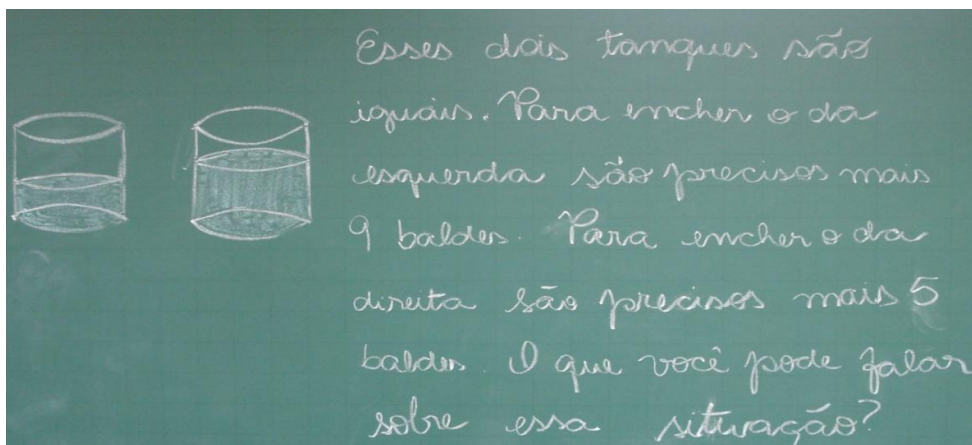 Esses dois tanques são
iguáis. Para encher o da
esquerda são precisos mais
9 baldes. Para encher o da
direita são precisos mais 5
baldes. O que você pode falar
sobre essa situação?